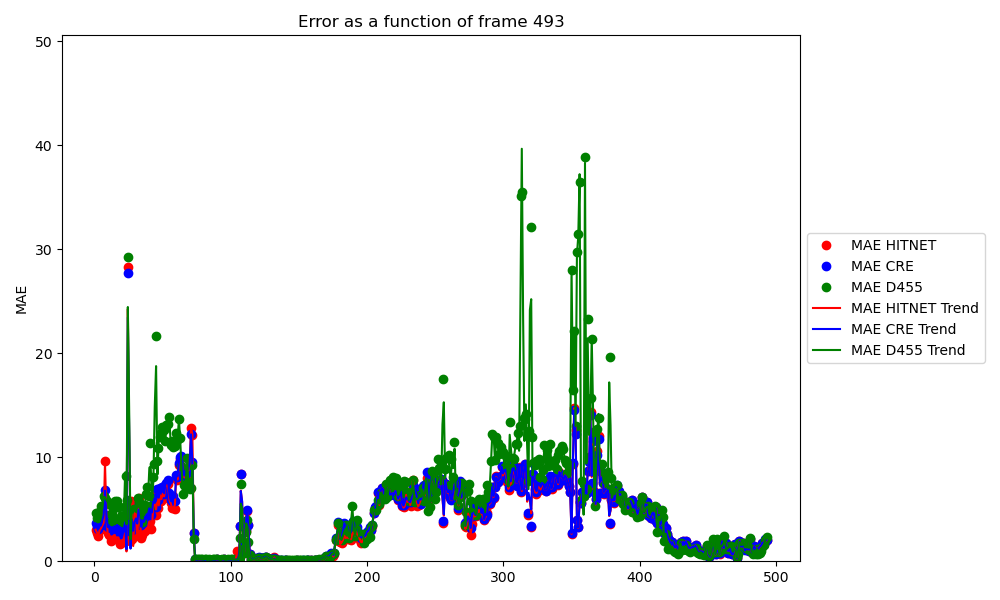 Error as a function of frame 493
50
40
30
20
10
0
MAE
0
100
200
300
400
500
MAE HITNET
MAE CRE
MAE D455
MAE HITNET Trend
MAE CRE Trend
MAE D455 Trend